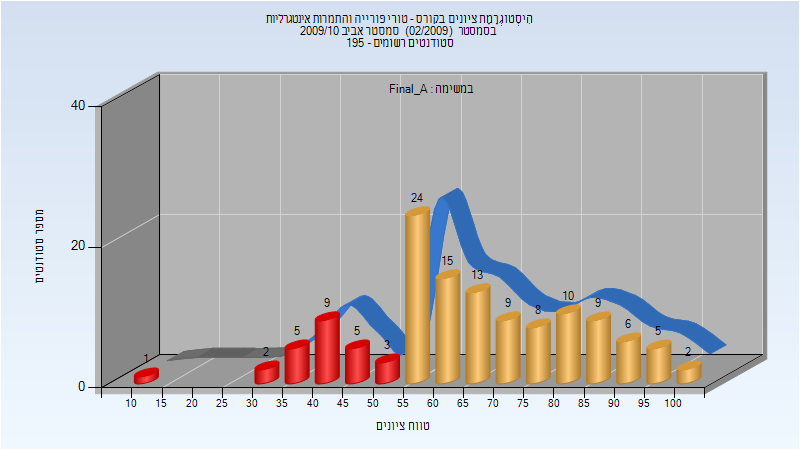 הִיסְטוֹגְרַמַת ציונים בקורס - טורי פורייה והתמרות אינטגרליות
בסמסטר (02/2009) סמסטר אביב 2009/10
סטודנטים רשומים - 195
במשימה : Final_A
40
20
0
מספר סטודנטים
1 2 5 9 5 3 24 15 13 9 8 10 9 6 5 2
10 15 20 25 30 35 40 45 50 55 60 65 70 75 80 85 90 95 100
טווח ציונים